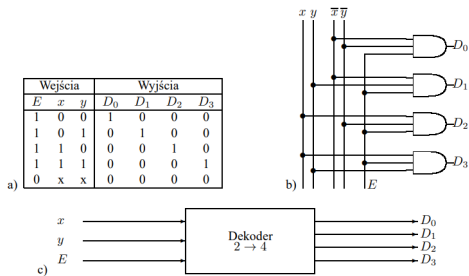 Wejścia Wyjścia
E x y D₀ D₁ D₂ D₃
1 0 0 1 0 0 0
1 0 1 0 1 0 0
1 1 0 0 0 1 0
1 1 1 0 0 0 1
0 x x 0 0 0 0
a)
x y x̅ y̅
D₀
D₁
D₂
D₃
E
b)
x
y
E
Dekoder
2 → 4
D₀
D₁
D₂
D₃
c)